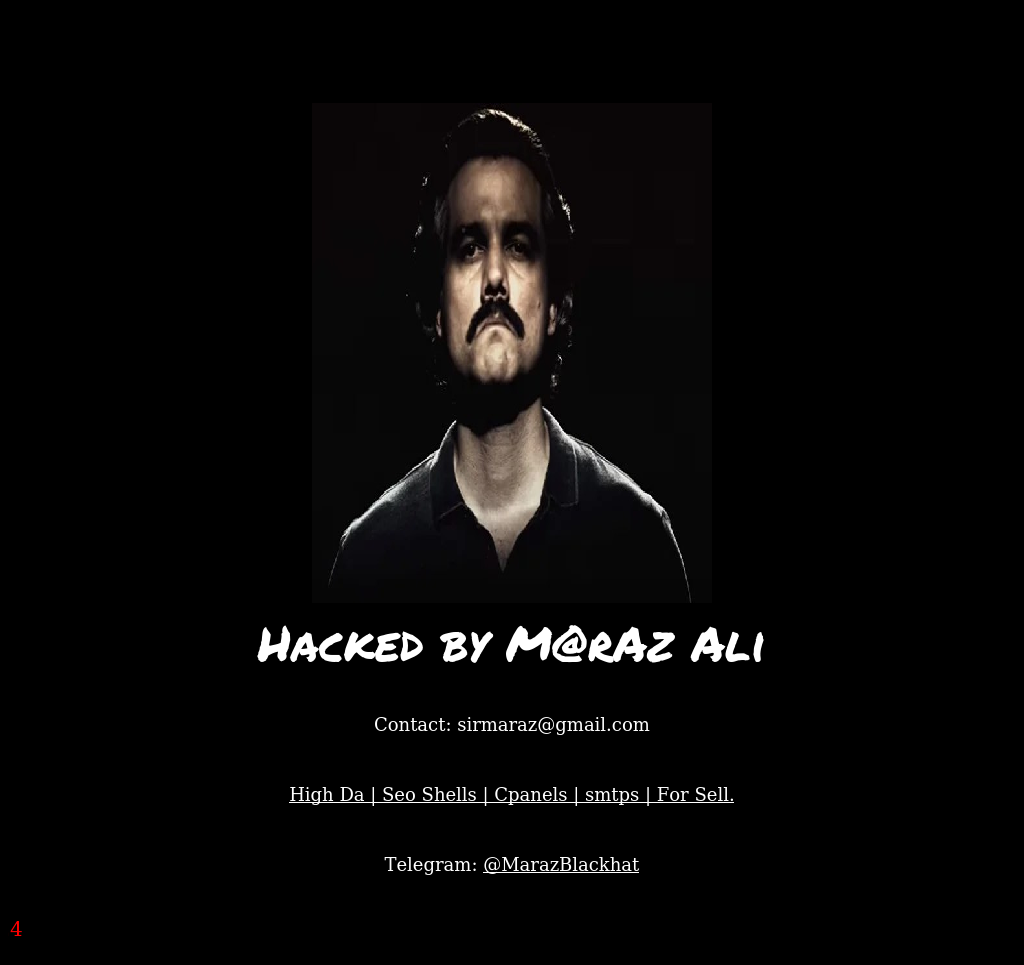 Hacked by M@rAz Ali
Contact: sirmaraz@gmail.com
High Da | Seo Shells | Cpanels | smtps | For Sell.
Telegram: @MarazBlackhat
4